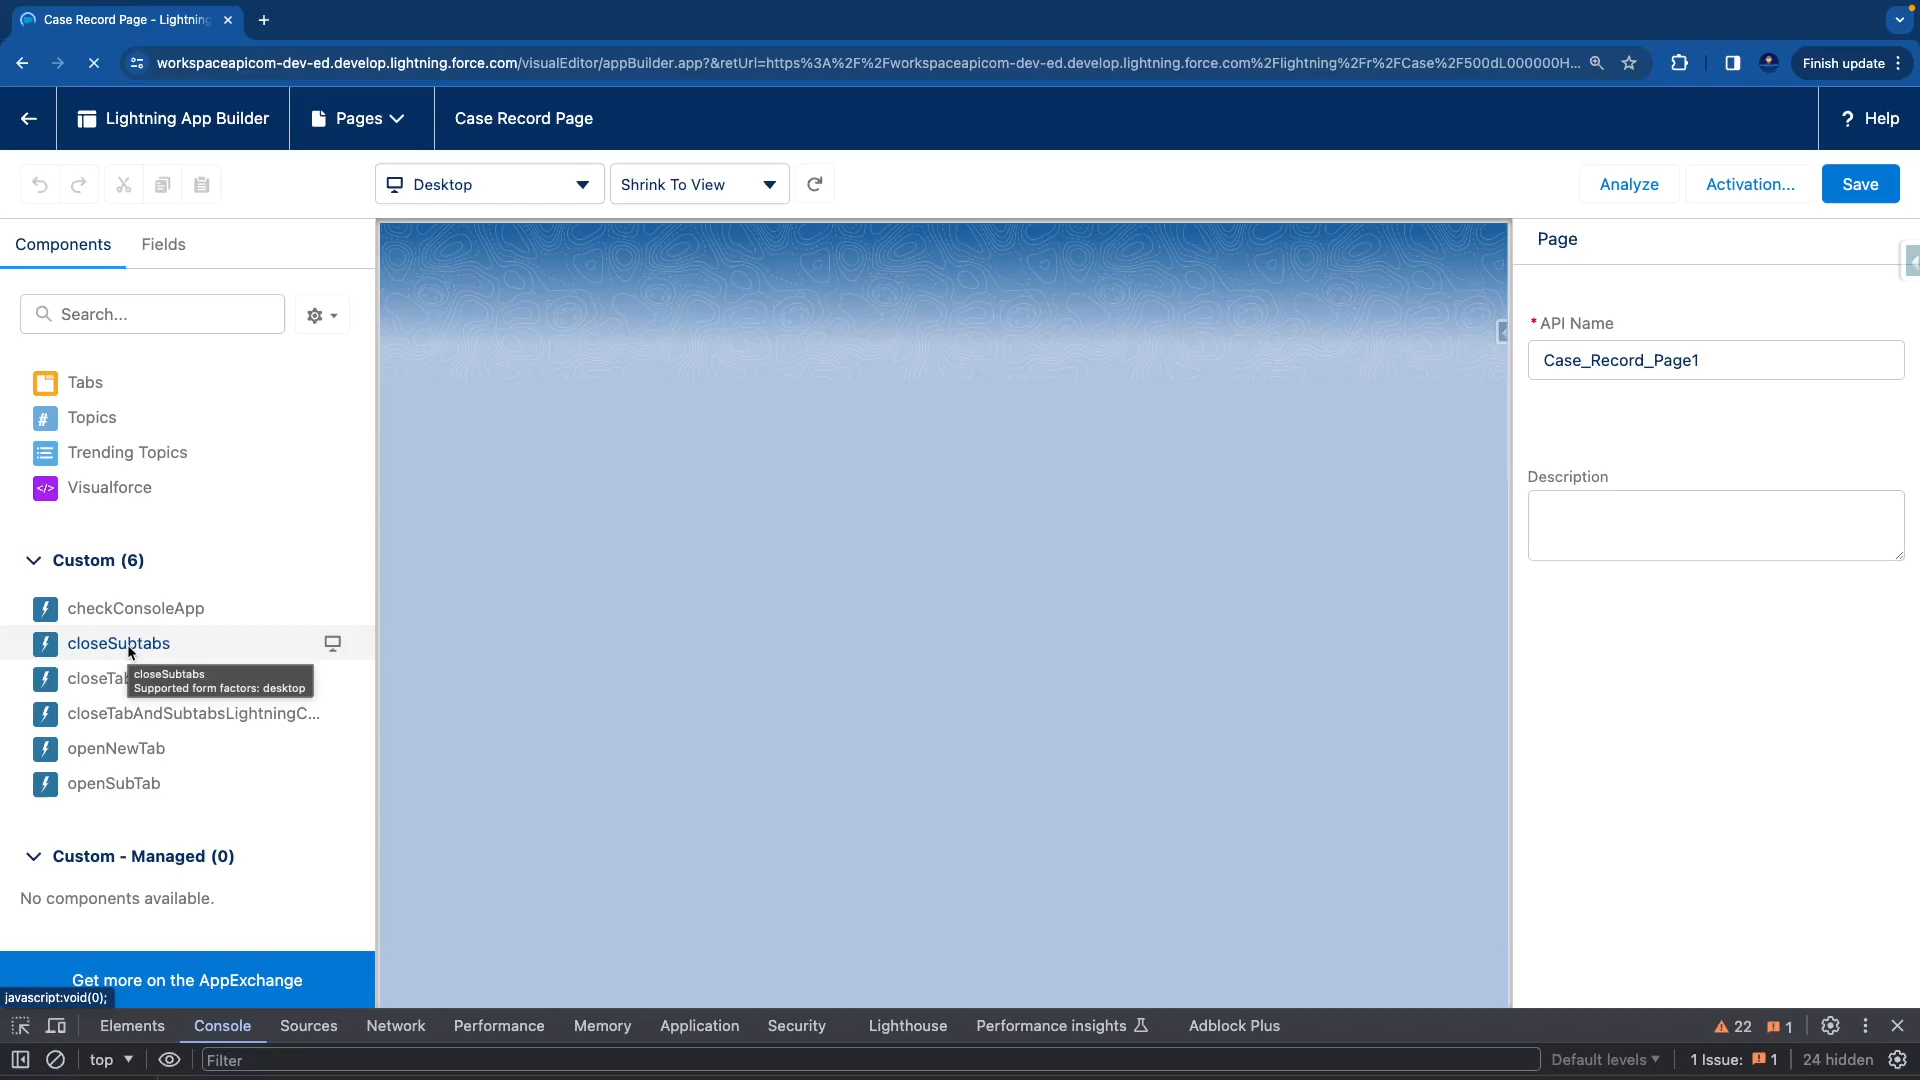 Case Record Page - Lightning
workspaceapicom-dev-ed.develop.lightning.force.com/visualEditor/appBuilder.app?&retUrl=https%3A%2F%2Fworkspaceapicom-dev-ed.develop.lightning.force.com%2Flightning%2Fr%2FCase%2F500dL000000H...
Finish update
Lightning App Builder
Pages
Case Record Page
? Help
Desktop
Shrink To View
Analyze
Activation...
Save
Components
Fields
Search...
Tabs
# Topics
Trending Topics
</> Visualforce
Custom (6)
checkConsoleApp
closeSubtabs
closeTab
closeSubtabs
Supported form factors: desktop
closeTabAndSubtabsLightningC...
openNewTab
openSubTab
Custom - Managed (0)
No components available.
Get more on the AppExchange
javascript:void(0);
Page
* API Name
Case_Record_Page1
Description
Elements
Console
Sources
Network
Performance
Memory
Application
Security
Lighthouse
Performance insights
Adblock Plus
22
1
top
Filter
Default levels
1 Issue:
1
24 hidden